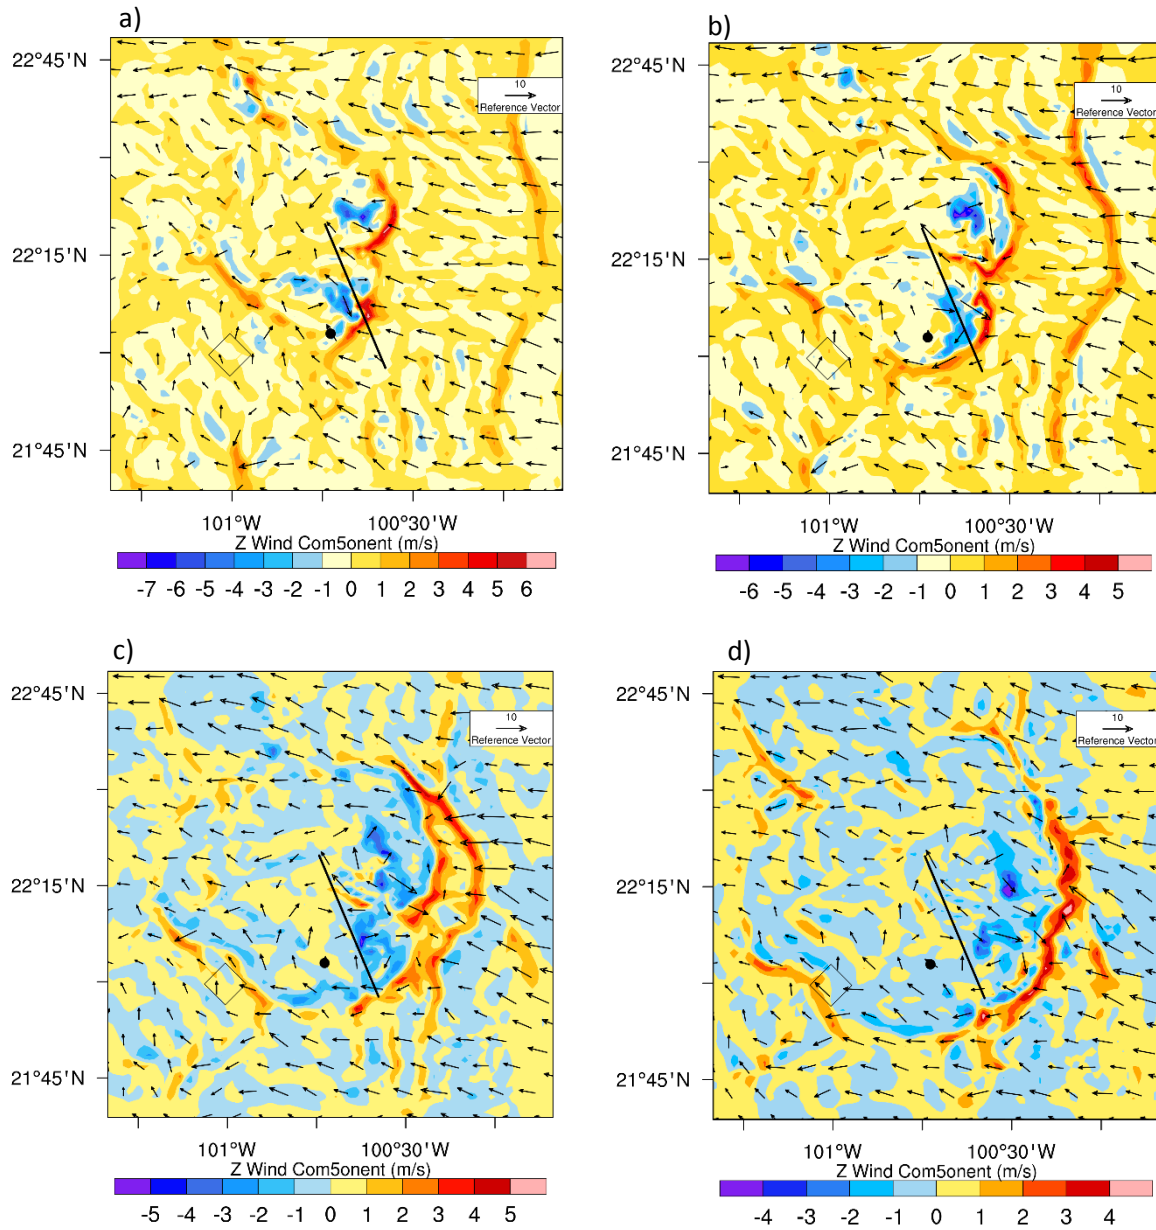 a)
22°45'N
22°15'N
21°45'N
10
Reference Vector
101°W 100°30'W
Z Wind Com5onent (m/s)
-7 -6 -5 -4 -3 -2 -1 0 1 2 3 4 5 6
b)
22°45'N
22°15'N
21°45'N
10
Reference Vector
101°W 100°30'W
Z Wind Com5onent (m/s)
-6 -5 -4 -3 -2 -1 0 1 2 3 4 5
c)
22°45'N
22°15'N
21°45'N
10
Reference Vector
101°W 100°30'W
Z Wind Com5onent (m/s)
-5 -4 -3 -2 -1 0 1 2 3 4 5
d)
22°45'N
22°15'N
21°45'N
10
Reference Vector
101°W 100°30'W
Z Wind Com5onent (m/s)
-4 -3 -2 -1 0 1 2 3 4